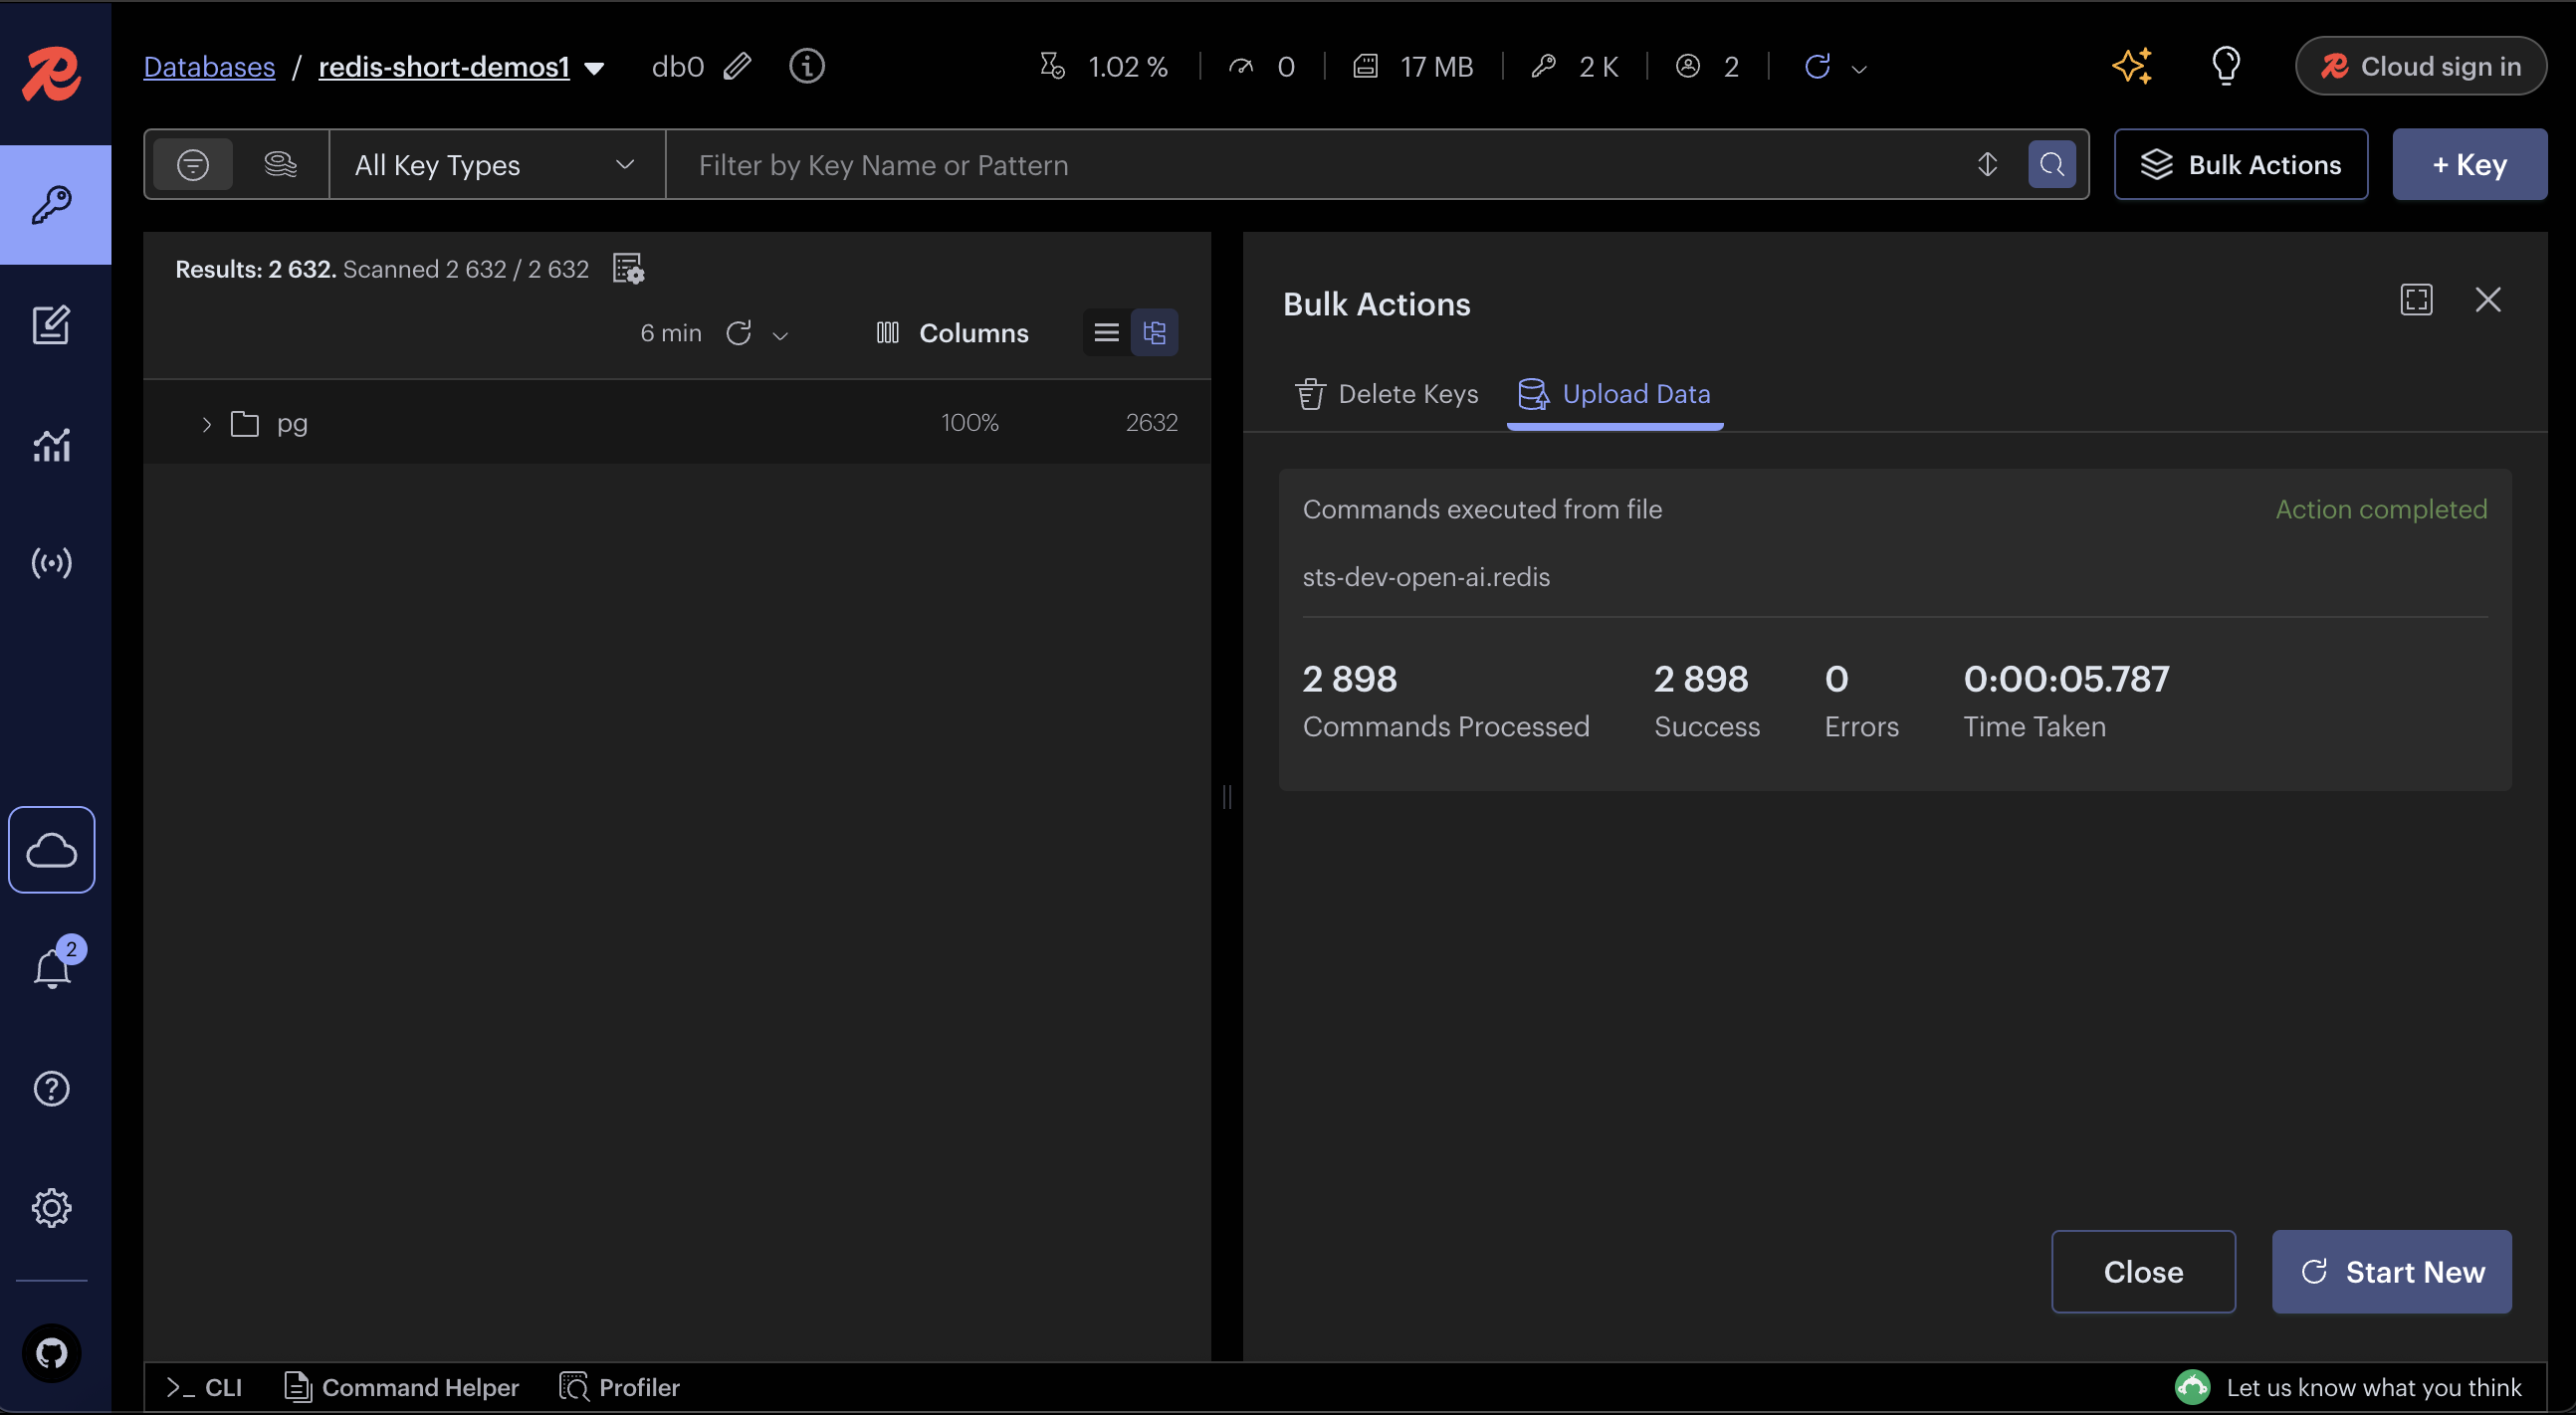 Databases / redis-short-demos1 db0 1.02 % 0 17 MB 2 K 2 Cloud sign in
All Key Types Filter by Key Name or Pattern Bulk Actions + Key
Results: 2 632. Scanned 2 632 / 2 632
6 min Columns
pg 100% 2632
Bulk Actions
Delete Keys Upload Data
Commands executed from file Action completed
sts-dev-open-ai.redis
2 898 2 898 0 0:00:05.787
Commands Processed Success Errors Time Taken
2
Close Start New
>_ CLI Command Helper Profiler Let us know what you think